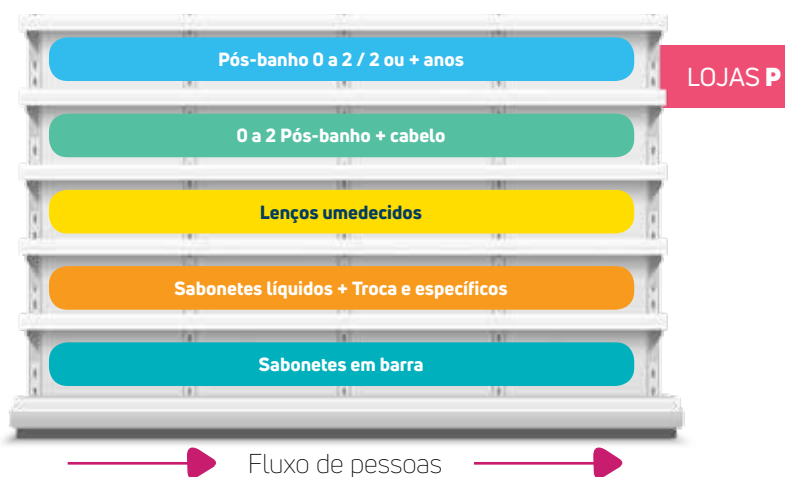 Pós-banho 0 a 2 / 2 ou + anos
LOJAS P
0 a 2 Pós-banho + cabelo
Lenços umedecidos
Sabonetes líquidos + Troca e específicos
Sabonetes em barra
Fluxo de pessoas